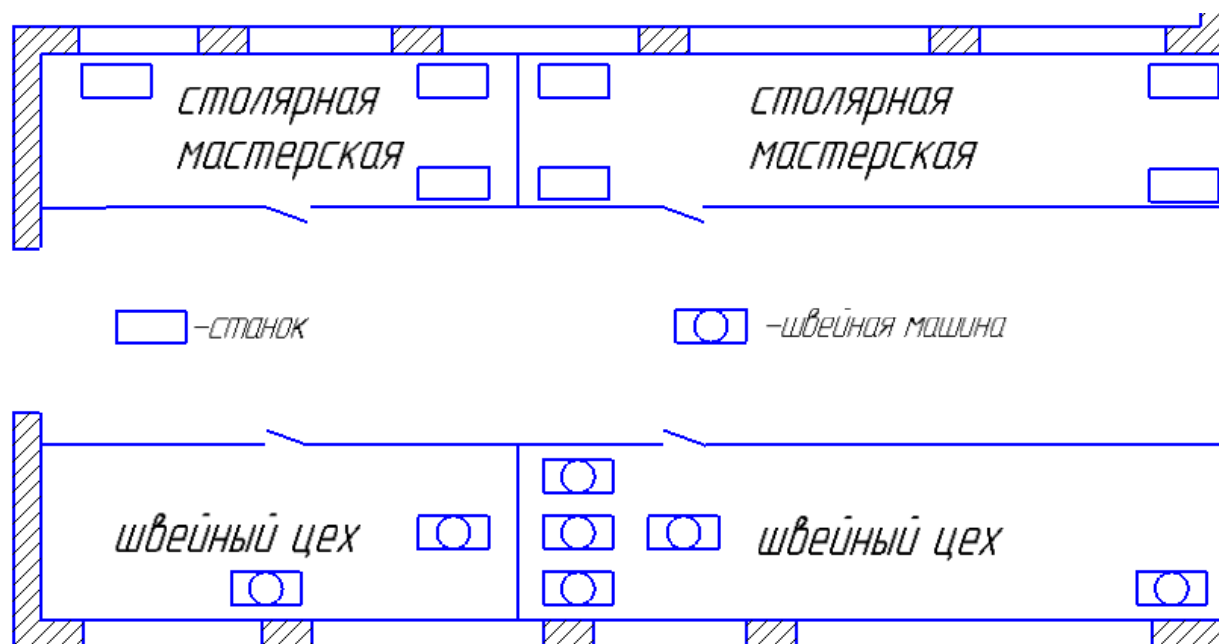 столярная
мастерская
столярная
мастерская
-станок
-швейная машина
швейный цех
швейный цех